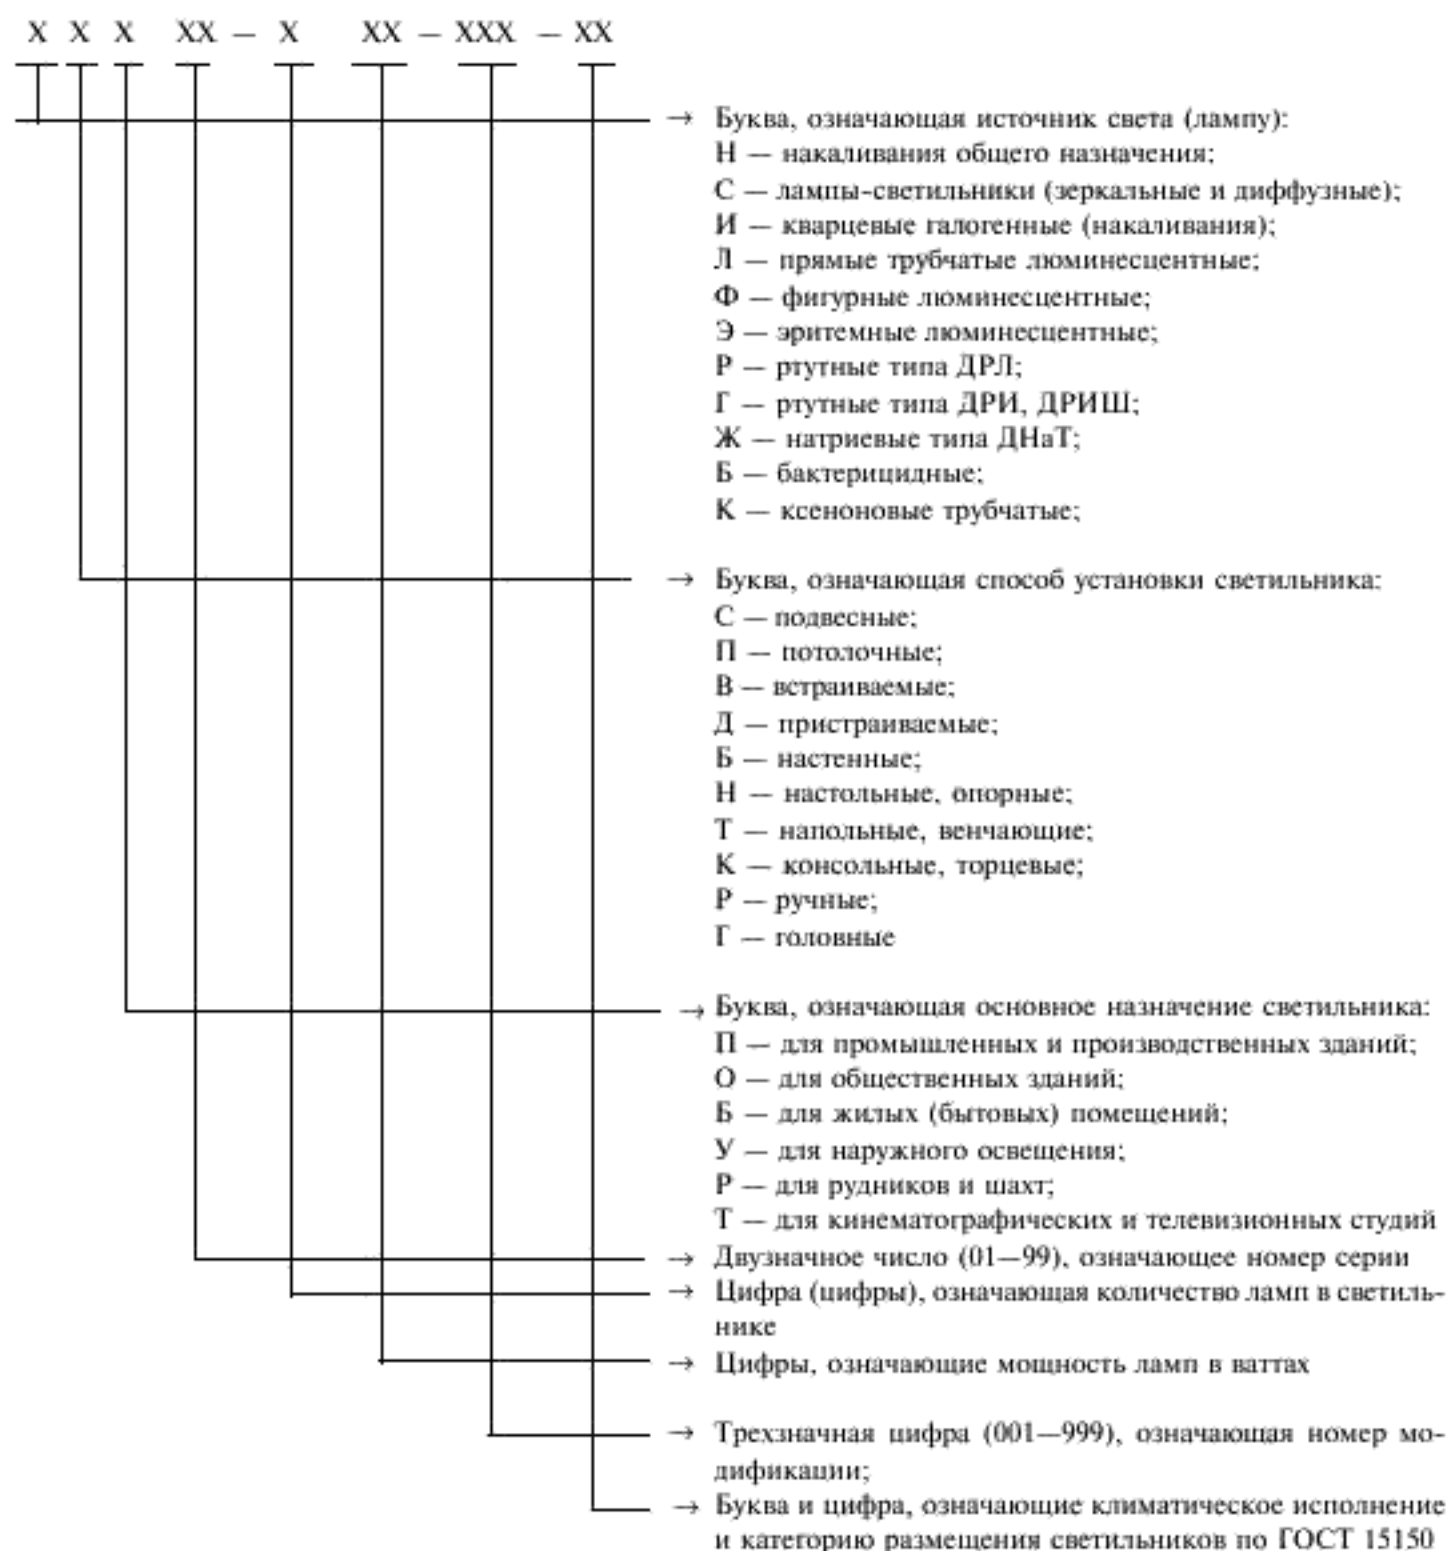 X X X XX — X XX — XXX — XX
→ Буква, означающая источник света (лампу):
Н — накаливания общего назначения;
С — лампы-светильники (зеркальные и диффузные);
И — кварцевые галогенные (накаливания);
Л — прямые трубчатые люминесцентные;
Ф — фигурные люминесцентные;
Э — эритемные люминесцентные;
Р — ртутные типа ДРЛ;
Г — ртутные типа ДРИ, ДРИШ;
Ж — натриевые типа ДНаТ;
Б — бактерицидные;
К — ксеноновые трубчатые;
→ Буква, означающая способ установки светильника:
С — подвесные;
П — потолочные;
В — встраиваемые;
Д — пристраиваемые;
Б — настенные;
Н — настольные, опорные;
Т — напольные, венчающие;
К — консольные, торцевые;
Р — ручные;
Г — головные
→ Буква, означающая основное назначение светильника:
П — для промышленных и производственных зданий;
О — для общественных зданий;
Б — для жилых (бытовых) помещений;
У — для наружного освещения;
Р — для рудников и шахт;
Т — для кинематографических и телевизионных студий
→ Двузначное число (01—99), означающее номер серии
→ Цифра (цифры), означающая количество ламп в светиль-
нике
→ Цифры, означающие мощность ламп в ваттах
→ Трехзначная цифра (001—999), означающая номер мо-
дификации;
→ Буква и цифра, означающие климатическое исполнение
и категорию размещения светильников по ГОСТ 15150